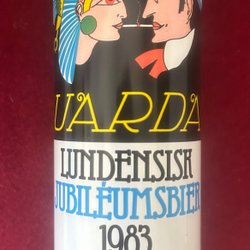 UARDA
LUNDENSISK
JUBILÉUMSBIER
1983